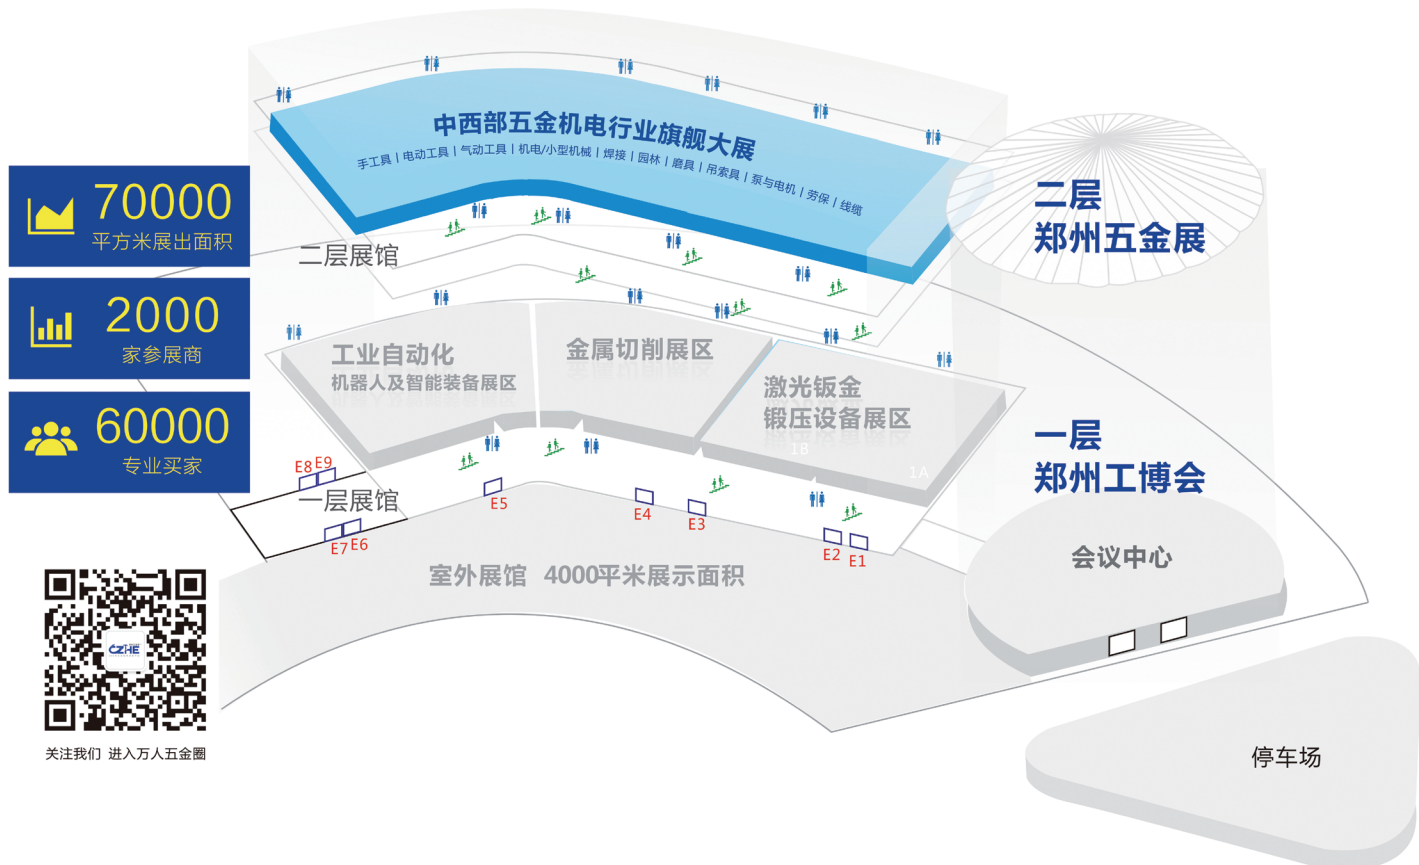 中西部五金机电行业旗舰大展
手工具 | 电动工具 | 气动工具 | 机电/小型机械 | 焊接 | 园林 | 磨具 | 吊索具 | 泵与电机 | 劳保 | 线缆
70000
平方米展出面积
2000
家参展商
60000
专业买家
二层
郑州五金展
二层展馆
工业自动化
机器人及智能装备展区
金属切削展区
激光钣金
锻压设备展区
1B
1A
一层
郑州工博会
E8 E9
一层展馆
E7 E6
E5
E4
E3
E2
E1
室外展馆 4000平米展示面积
会议中心
停车场
CZHE
关注我们 进入万人五金圈